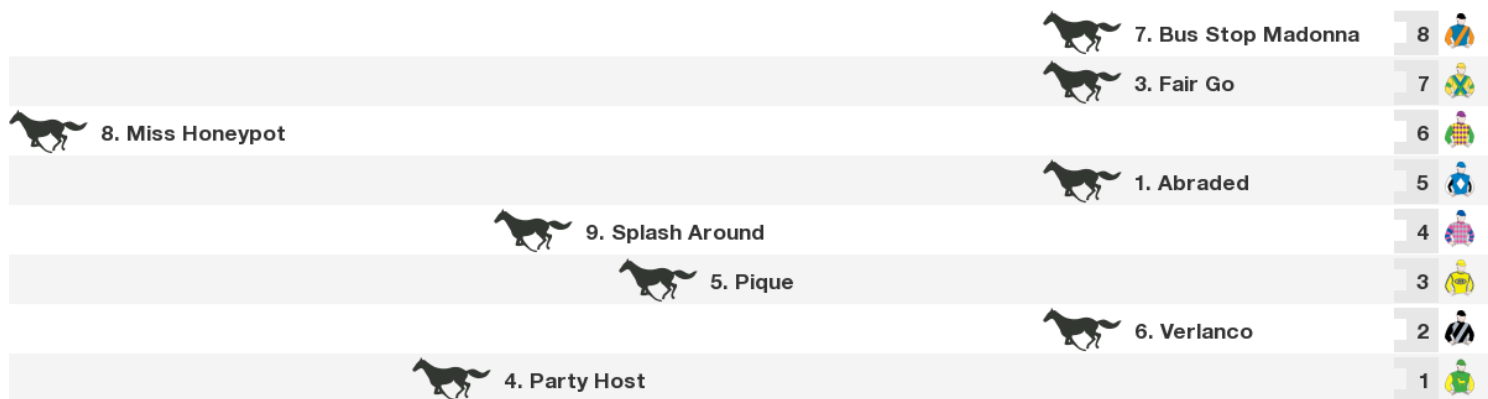 7. Bus Stop Madonna 8
3. Fair Go 7
8. Miss Honeypot 6
1. Abraded 5
9. Splash Around 4
5. Pique 3
6. Verlanco 2
4. Party Host 1